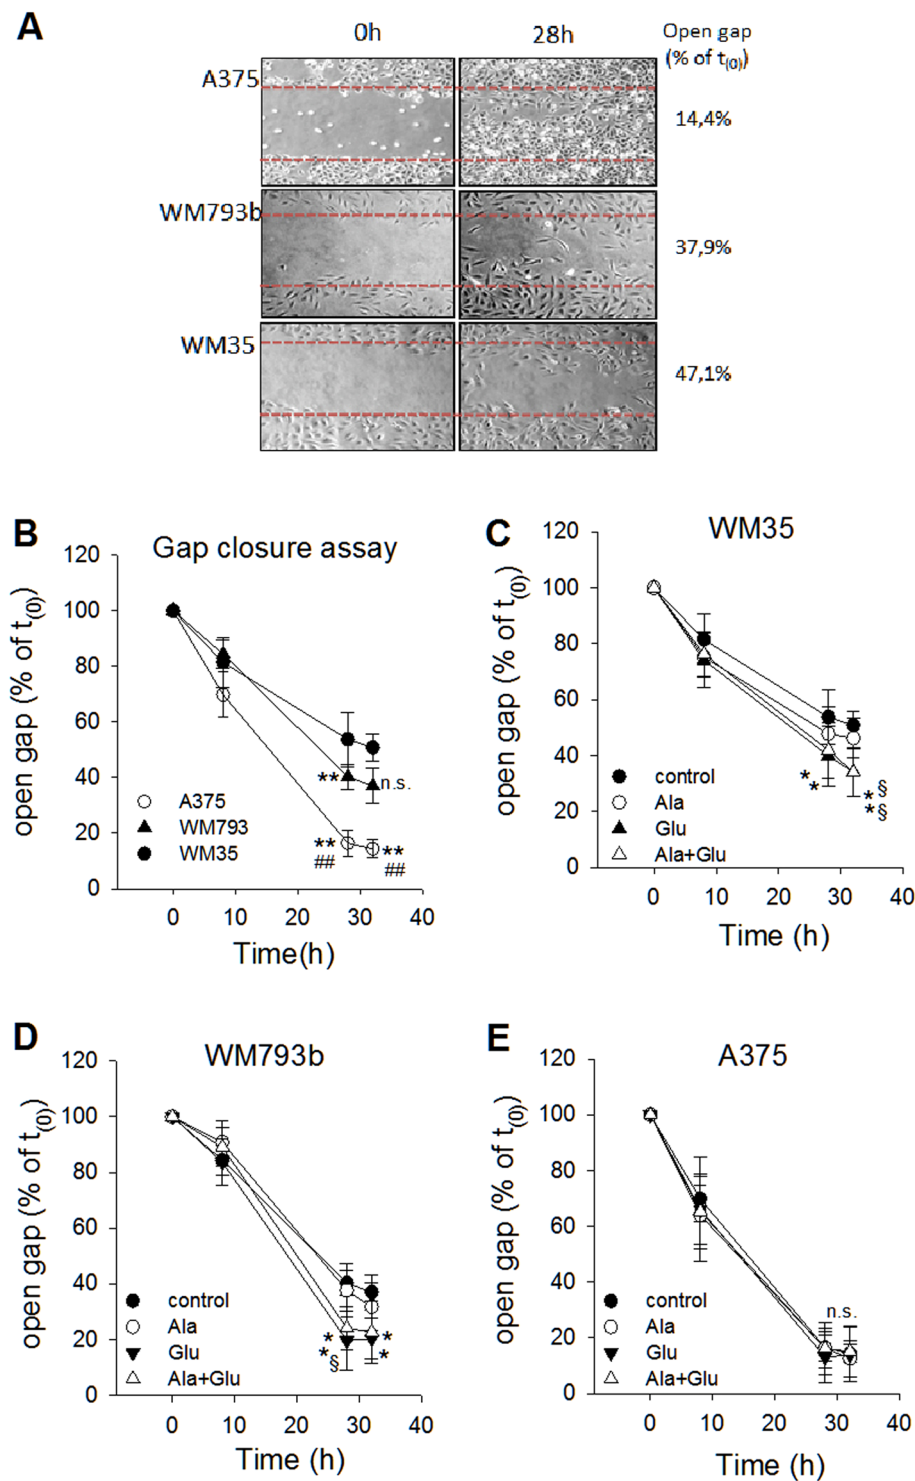 A
0h
28h
Open gap
(% of t(0))
A375
14,4%
WM793b
37,9%
WM35
47,1%
B
Gap closure assay
open gap (% of t(0))
120
100
80
60
40
20
0
**
n.s.
**
##
**
##
A375
WM793
WM35
0 10 20 30 40
Time(h)
C
WM35
open gap (% of t(0))
120
100
80
60
40
20
0
*
*
* §
* §
control
Ala
Glu
Ala+Glu
0 10 20 30 40
Time (h)
D
WM793b
open gap (% of t(0))
120
100
80
60
40
20
0
*
* §
*
*
control
Ala
Glu
Ala+Glu
0 10 20 30 40
Time (h)
E
A375
open gap (% of t(0))
120
100
80
60
40
20
0
n.s.
control
Ala
Glu
Ala+Glu
0 10 20 30 40
Time (h)